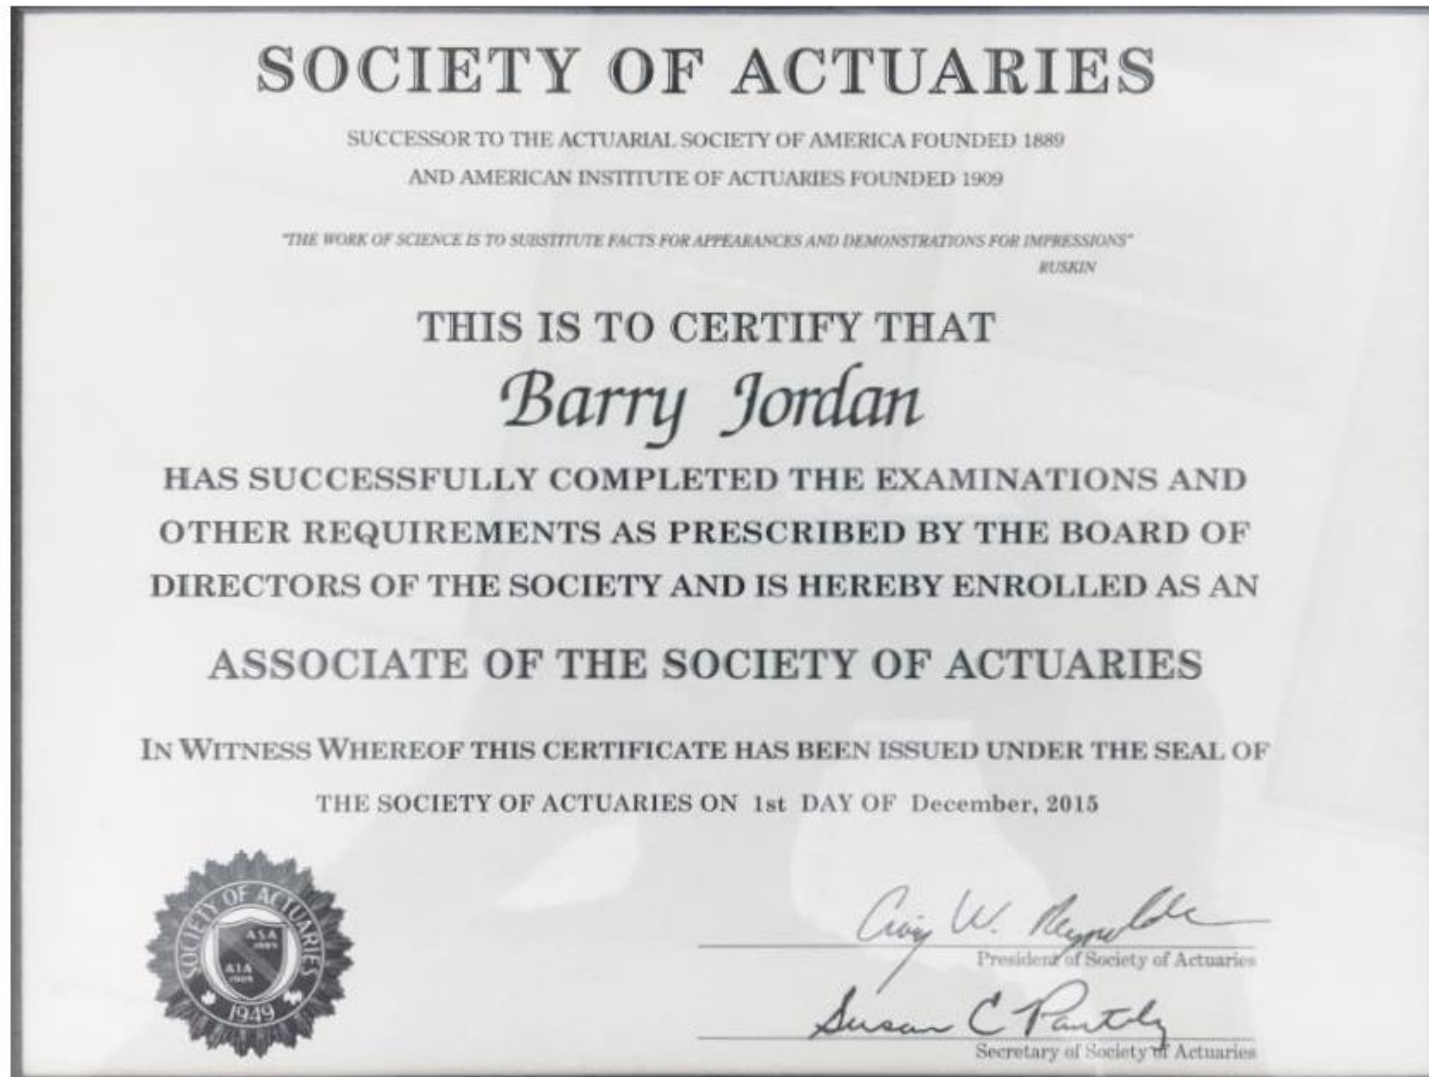 SOCIETY OF ACTUARIES
SUCCESSOR TO THE ACTUARIAL SOCIETY OF AMERICA FOUNDED 1889
AND AMERICAN INSTITUTE OF ACTUARIES FOUNDED 1909
"THE WORK OF SCIENCE IS TO SUBSTITUTE FACTS FOR APPEARANCES AND DEMONSTRATIONS FOR IMPRESSIONS"
RUSKIN
THIS IS TO CERTIFY THAT
Barry Jordan
HAS SUCCESSFULLY COMPLETED THE EXAMINATIONS AND
OTHER REQUIREMENTS AS PRESCRIBED BY THE BOARD OF
DIRECTORS OF THE SOCIETY AND IS HEREBY ENROLLED AS AN
ASSOCIATE OF THE SOCIETY OF ACTUARIES
IN WITNESS WHEREOF THIS CERTIFICATE HAS BEEN ISSUED UNDER THE SEAL OF
THE SOCIETY OF ACTUARIES ON 1st DAY OF December, 2015
SOCIETY OF ACTUARIES
ASA
1889
AIA
1909
1949
Craig W. Reynolds
President of Society of Actuaries
Susan C
Secretary of Society of Actuaries